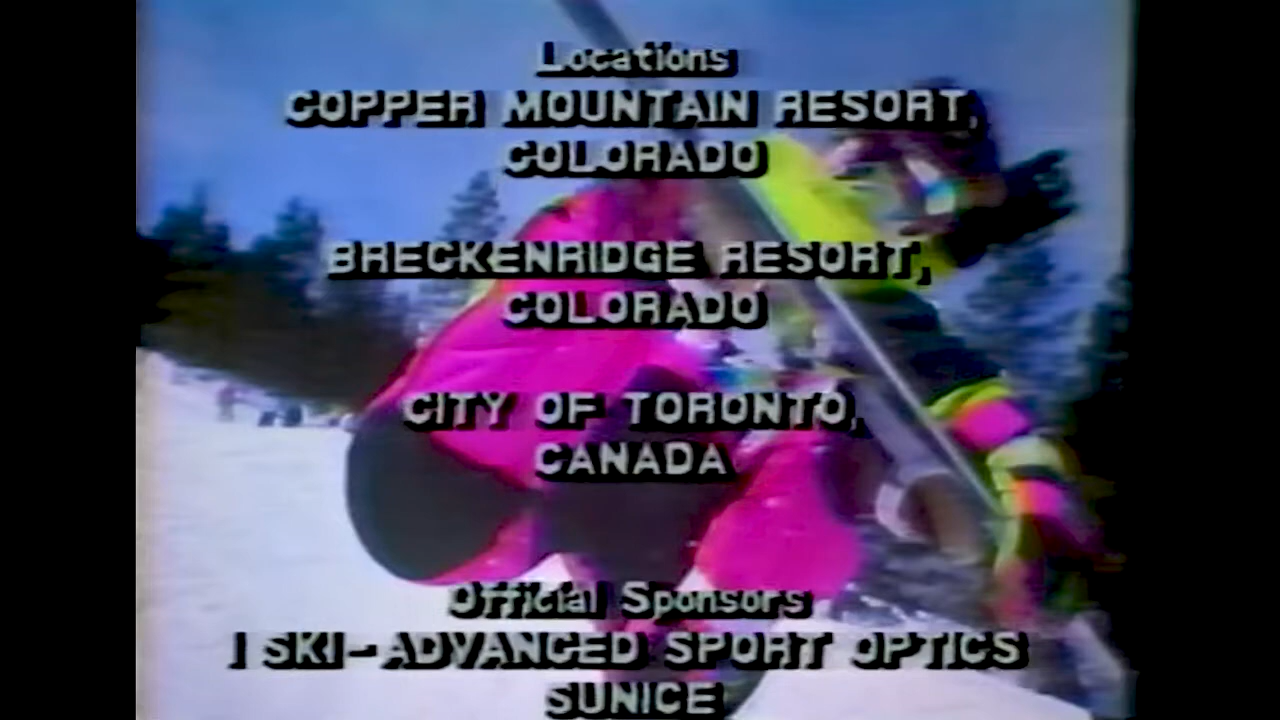 Locations
COPPER MOUNTAIN RESORT,
COLORADO
BRECKENRIDGE RESORT,
COLORADO
CITY OF TORONTO,
CANADA
Official Sponsors
I SKI-ADVANCED SPORT OPTICS
SUNICE